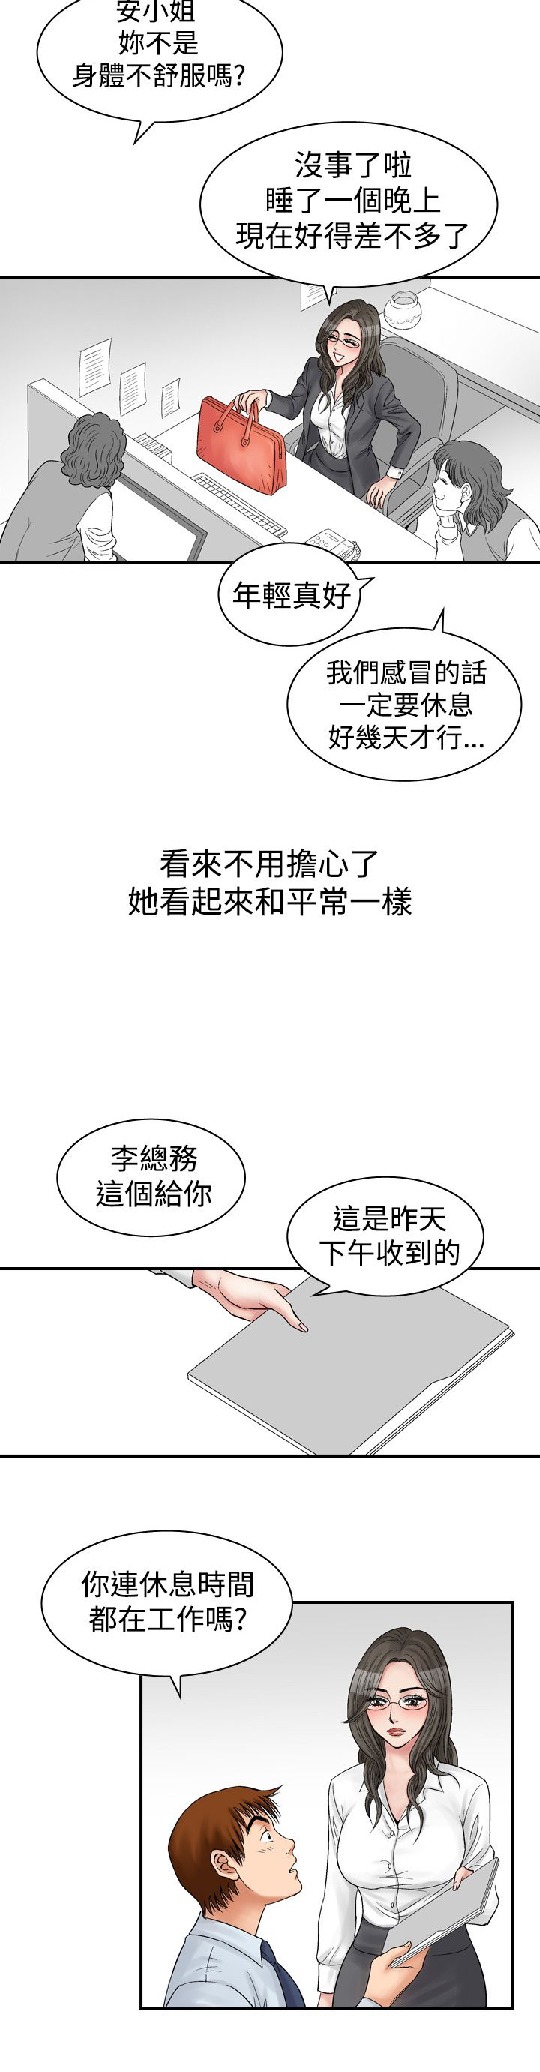 安小姐
妳不是
身體不舒服嗎?
沒事了啦
睡了一個晚上
現在好得差不多了
年輕真好
我們感冒的話
一定要休息
好幾天才行...
看來不用擔心了
她看起來和平常一樣
李總務
這個給你
這是昨天
下午收到的
你連休息時間
都在工作嗎?